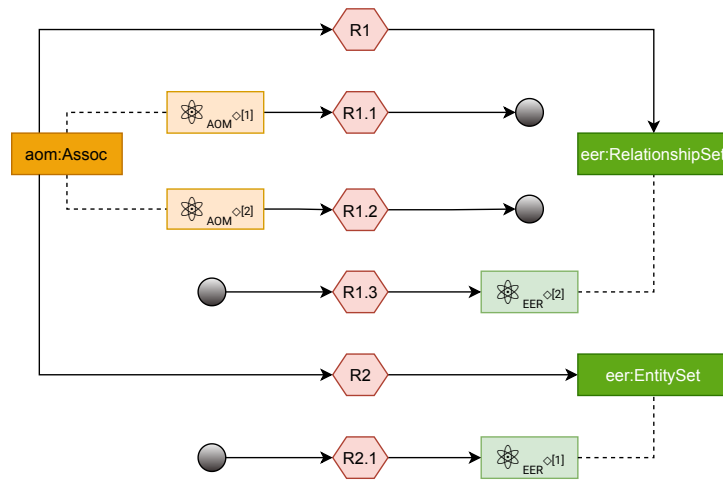 R1
AOM ◇[1]
R1.1
aom:Assoc
eer:RelationshipSet
AOM ◇[2]
R1.2
R1.3
EER ◇[2]
R2
eer:EntitySet
R2.1
EER ◇[1]